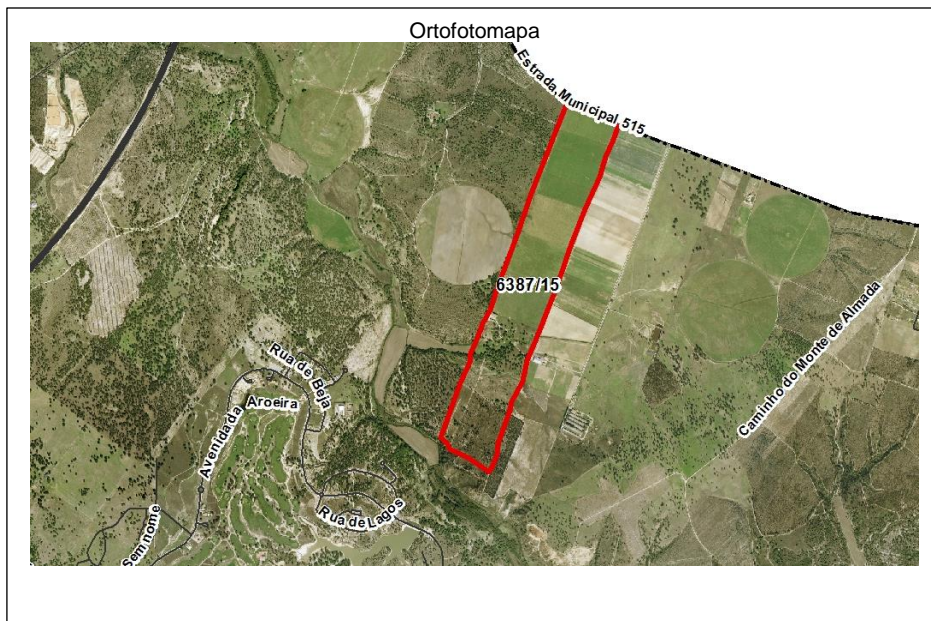 Ortofotomapa
Estrada Municipal 515
6387/15
Caminho do Monte de Almada
Rua de Beja
Aroeira
Avenida da
Rua de Lagos
Sem nome